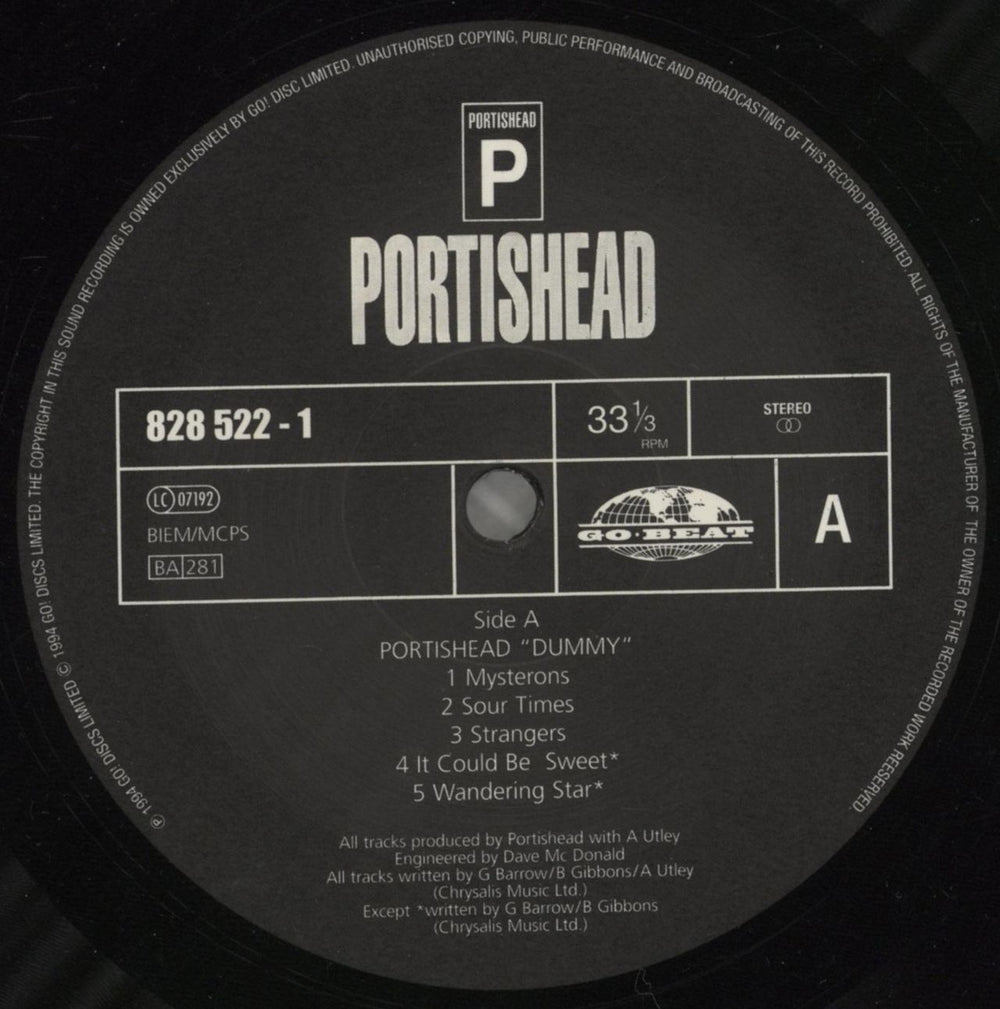 ℗ 1994 GO! DISCS LIMITED © 1994 GO! DISCS LIMITED. THE COPYRIGHT IN THIS SOUND RECORDING IS OWNED EXCLUSIVELY BY GO! DISC LIMITED. UNAUTHORISED COPYING, PUBLIC PERFORMANCE AND BROADCASTING OF THIS RECORD PROHIBITED. ALL RIGHTS OF THE MANUFACTURER OF THE OWNER OF THE RECORDED WORK REESERVED.
PORTISHEAD
P
PORTISHEAD
828 522 - 1
33 1/3
RPM
STEREO
LC 07192
BIEM/MCPS
BA 281
GO·BEAT
A
Side A
PORTISHEAD “DUMMY”
1 Mysterons
2 Sour Times
3 Strangers
4 It Could Be Sweet*
5 Wandering Star*
All tracks produced by Portishead with A Utley
Engineered by Dave Mc Donald
All tracks written by G Barrow/B Gibbons/A Utley
(Chrysalis Music Ltd.)
Except *written by G Barrow/B Gibbons
(Chrysalis Music Ltd.)